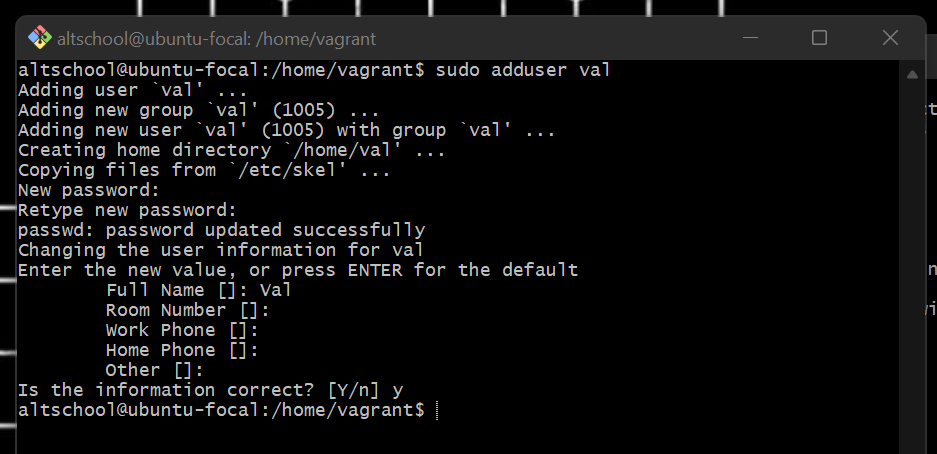 altschool@ubuntu-focal: /home/vagrant
altschool@ubuntu-focal:/home/vagrant$ sudo adduser val
Adding user `val' ...
Adding new group `val' (1005) ...
Adding new user `val' (1005) with group `val' ...
Creating home directory `/home/val' ...
Copying files from `/etc/skel' ...
New password:
Retype new password:
passwd: password updated successfully
Changing the user information for val
Enter the new value, or press ENTER for the default
Full Name []: Val
Room Number []:
Work Phone []:
Home Phone []:
Other []:
Is the information correct? [Y/n] y
altschool@ubuntu-focal:/home/vagrant$